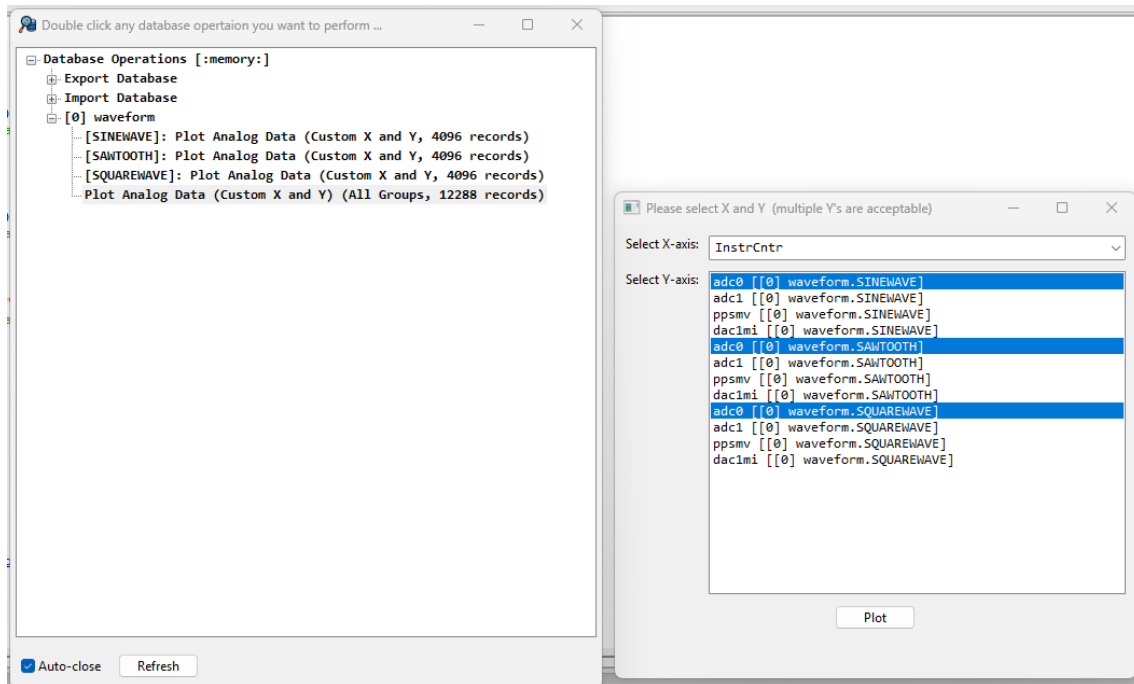 Double click any database opertaion you want to perform ...
Database Operations [:memory:]
Export Database
Import Database
[0] waveform
[SINEWAVE]: Plot Analog Data (Custom X and Y, 4096 records)
[SAWTOOTH]: Plot Analog Data (Custom X and Y, 4096 records)
[SQUAREWAVE]: Plot Analog Data (Custom X and Y, 4096 records)
Plot Analog Data (Custom X and Y) (All Groups, 12288 records)
Auto-close
Refresh
Please select X and Y (multiple Y's are acceptable)
Select X-axis:
InstrCntr
Select Y-axis:
adc0 [[0] waveform.SINEWAVE]
adc1 [[0] waveform.SINEWAVE]
ppsmv [[0] waveform.SINEWAVE]
dac1mi [[0] waveform.SINEWAVE]
adc0 [[0] waveform.SAWTOOTH]
adc1 [[0] waveform.SAWTOOTH]
ppsmv [[0] waveform.SAWTOOTH]
dac1mi [[0] waveform.SAWTOOTH]
adc0 [[0] waveform.SQUAREWAVE]
adc1 [[0] waveform.SQUAREWAVE]
ppsmv [[0] waveform.SQUAREWAVE]
dac1mi [[0] waveform.SQUAREWAVE]
Plot